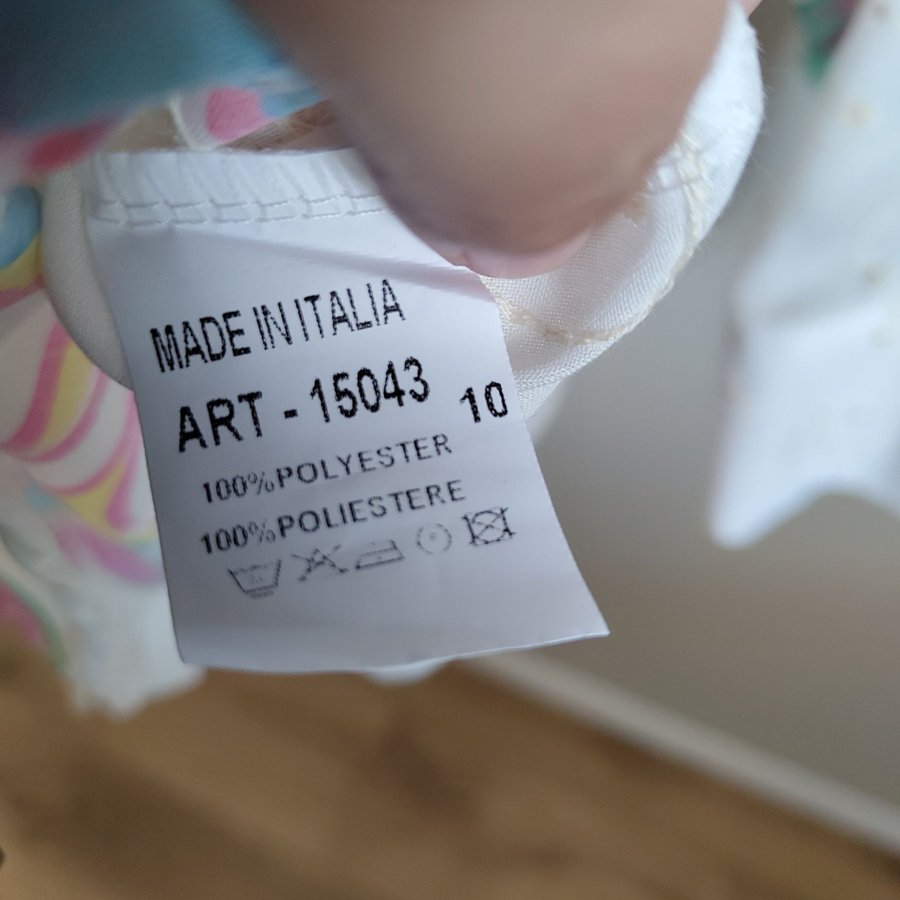 MADE IN ITALIA
ART - 15043 10
100%POLYESTER
100%POLIESTERE